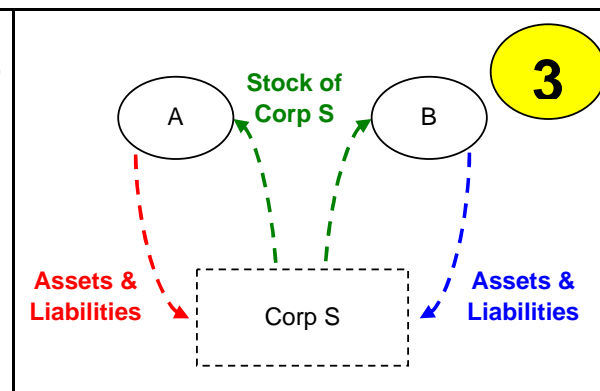 Stock of
Corp S
A
B
3
Assets &
Liabilities
Assets &
Liabilities
Corp S